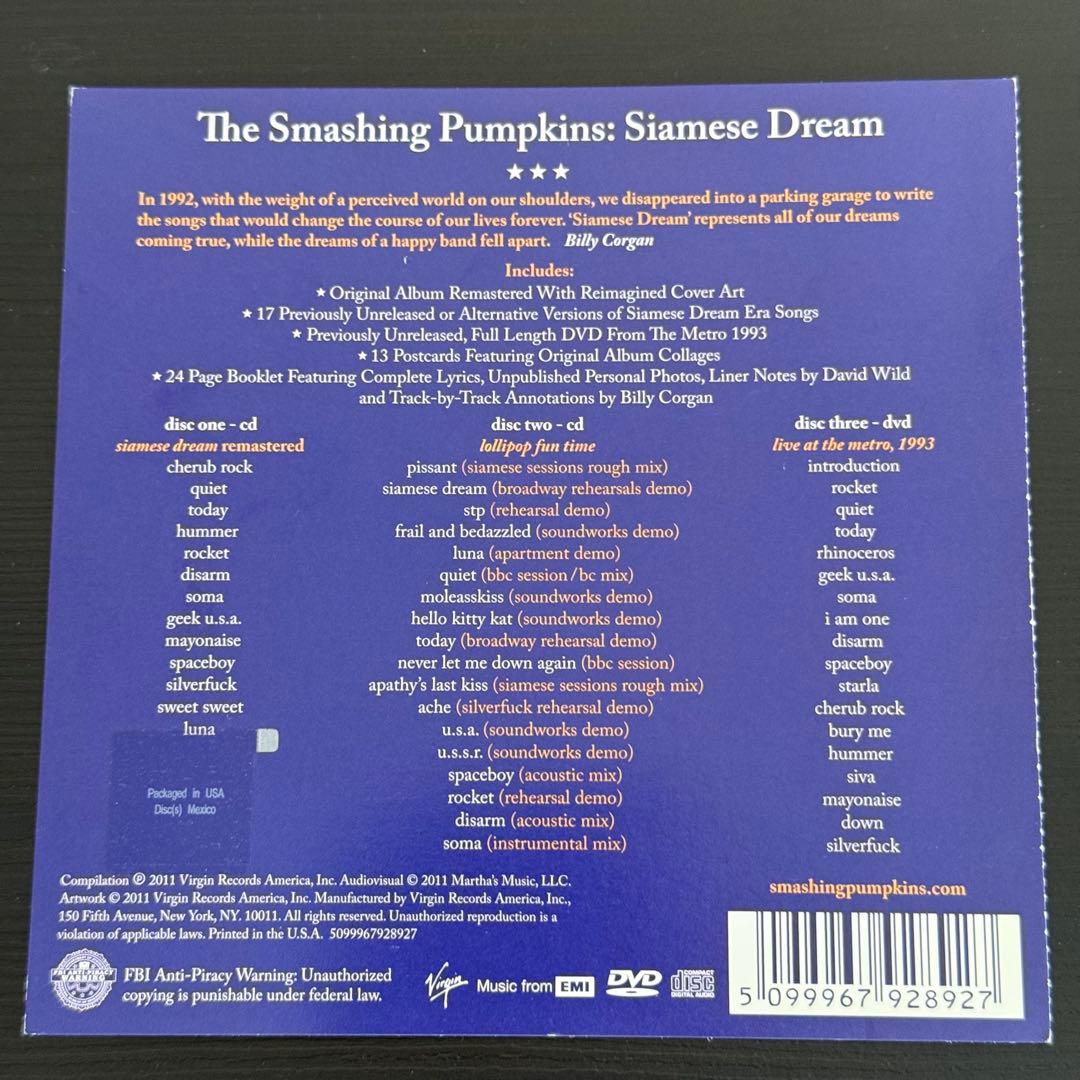 The Smashing Pumpkins: Siamese Dream
★★★
In 1992, with the weight of a perceived world on our shoulders, we disappeared into a parking garage to write
the songs that would change the course of our lives forever. ‘Siamese Dream’ represents all of our dreams
coming true, while the dreams of a happy band fell apart. Billy Corgan
Includes:
★ Original Album Remastered With Reimagined Cover Art
★ 17 Previously Unreleased or Alternative Versions of Siamese Dream Era Songs
★ Previously Unreleased, Full Length DVD From The Metro 1993
★ 13 Postcards Featuring Original Album Collages
★ 24 Page Booklet Featuring Complete Lyrics, Unpublished Personal Photos, Liner Notes by David Wild
and Track-by-Track Annotations by Billy Corgan
disc one - cd
siamese dream remastered
cherub rock
quiet
today
hummer
rocket
disarm
soma
geek u.s.a.
mayonaise
spaceboy
silverfuck
sweet sweet
luna
disc two - cd
lollipop fun time
pissant (siamese sessions rough mix)
siamese dream (broadway rehearsals demo)
stp (rehearsal demo)
frail and bedazzled (soundworks demo)
luna (apartment demo)
quiet (bbc session/bc mix)
moleasskiss (soundworks demo)
hello kitty kat (soundworks demo)
today (broadway rehearsal demo)
never let me down again (bbc session)
apathy's last kiss (siamese sessions rough mix)
ache (silverfuck rehearsal demo)
u.s.a. (soundworks demo)
u.s.s.r. (soundworks demo)
spaceboy (acoustic mix)
rocket (rehearsal demo)
disarm (acoustic mix)
soma (instrumental mix)
disc three - dvd
live at the metro, 1993
introduction
rocket
quiet
today
rhinoceros
geek u.s.a.
soma
i am one
disarm
spaceboy
starla
cherub rock
bury me
hummer
siva
mayonaise
down
silverfuck
Packaged in USA
Disc(s) Mexico
Compilation ℗ 2011 Virgin Records America, Inc. Audiovisual © 2011 Martha's Music, LLC.
Artwork © 2011 Virgin Records America, Inc. Manufactured by Virgin Records America, Inc.,
150 Fifth Avenue, New York, NY. 10011. All rights reserved. Unauthorized reproduction is a
violation of applicable laws. Printed in the U.S.A. 5099967928927
smashingpumpkins.com
FBI ANTI-PIRACY
WARNING
FBI Anti-Piracy Warning: Unauthorized
copying is punishable under federal law.
Virgin
Music from EMI
DVD
COMPACT
disc
DIGITAL AUDIO
5 099967 928927